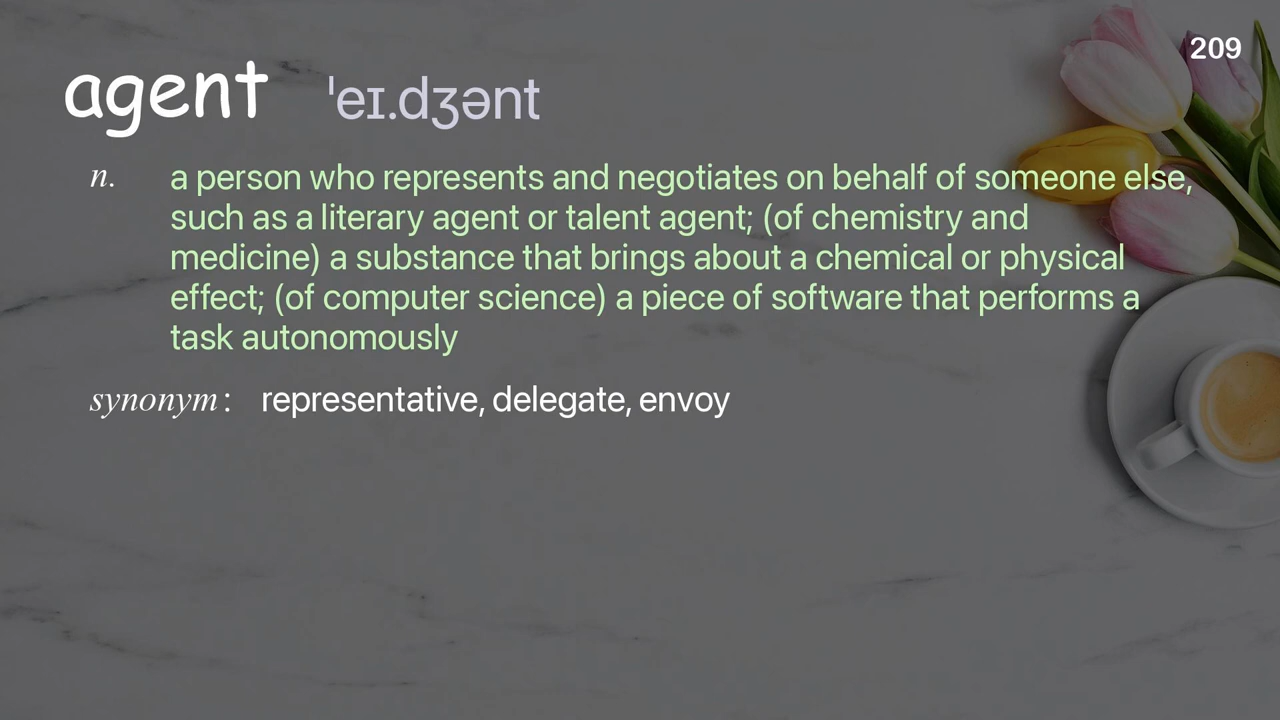 209
agent ˈeɪ.dʒənt
n. a person who represents and negotiates on behalf of someone else,
such as a literary agent or talent agent; (of chemistry and
medicine) a substance that brings about a chemical or physical
effect; (of computer science) a piece of software that performs a
task autonomously
synonym: representative, delegate, envoy